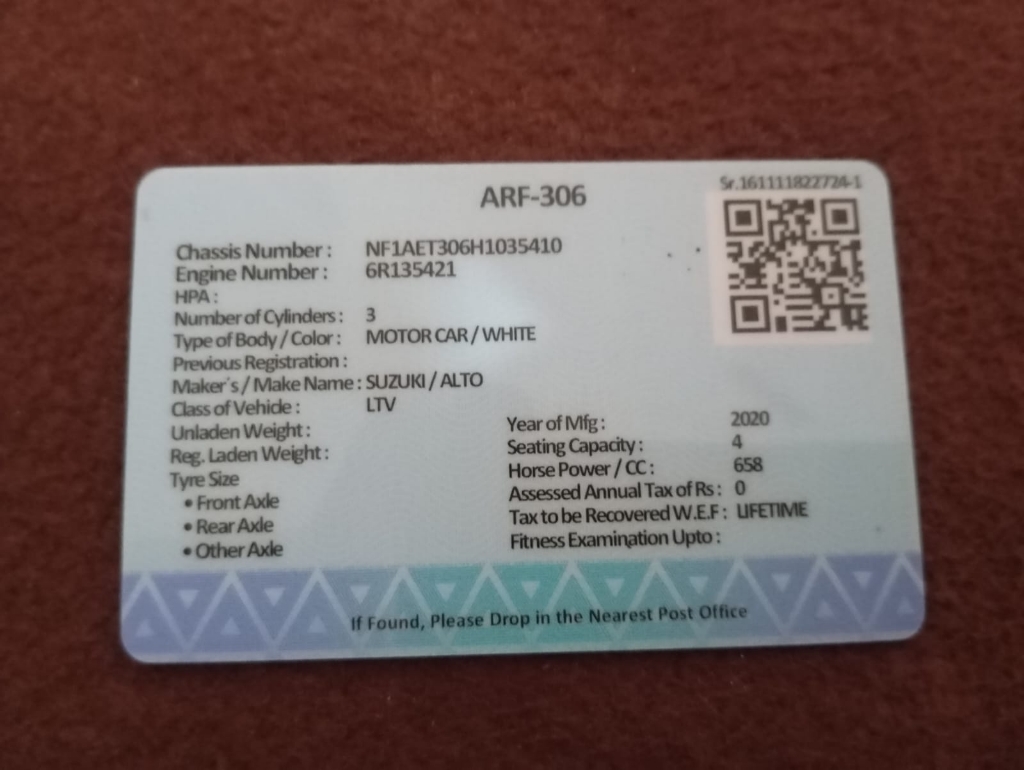 ARF-306
Sr.161111822724-1
Chassis Number : NF1AET306H1035410
Engine Number : 6R135421
HPA :
Number of Cylinders : 3
Type of Body / Color : MOTOR CAR / WHITE
Previous Registration :
Maker's / Make Name : SUZUKI / ALTO
Class of Vehicle : LTV
Unladen Weight :
Reg. Laden Weight :
Tyre Size
• Front Axle
• Rear Axle
• Other Axle
Year of Mfg : 2020
Seating Capacity : 4
Horse Power / CC : 658
Assessed Annual Tax of Rs : 0
Tax to be Recovered W.E.F : LIFETIME
Fitness Examination Upto :
If Found, Please Drop in the Nearest Post Office